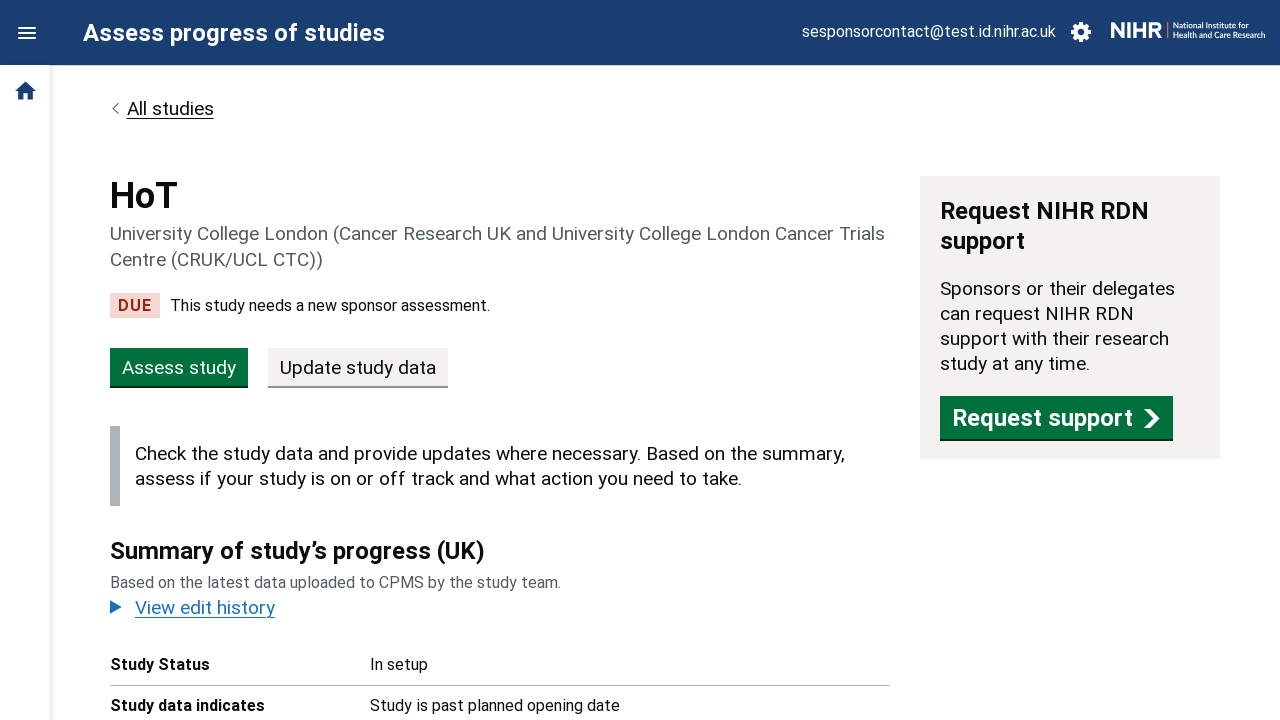 Assess progress of studies
sesponsorcontact@test.id.nihr.ac.uk
NIHR National Institute for
Health and Care Research
All studies
HoT
University College London (Cancer Research UK and University College London Cancer Trials
Centre (CRUK/UCL CTC))
DUE This study needs a new sponsor assessment.
Assess study Update study data
Check the study data and provide updates where necessary. Based on the summary,
assess if your study is on or off track and what action you need to take.
Summary of study’s progress (UK)
Based on the latest data uploaded to CPMS by the study team.
View edit history
Study Status In setup
Study data indicates Study is past planned opening date
Request NIHR RDN
support
Sponsors or their delegates
can request NIHR RDN
support with their research
study at any time.
Request support